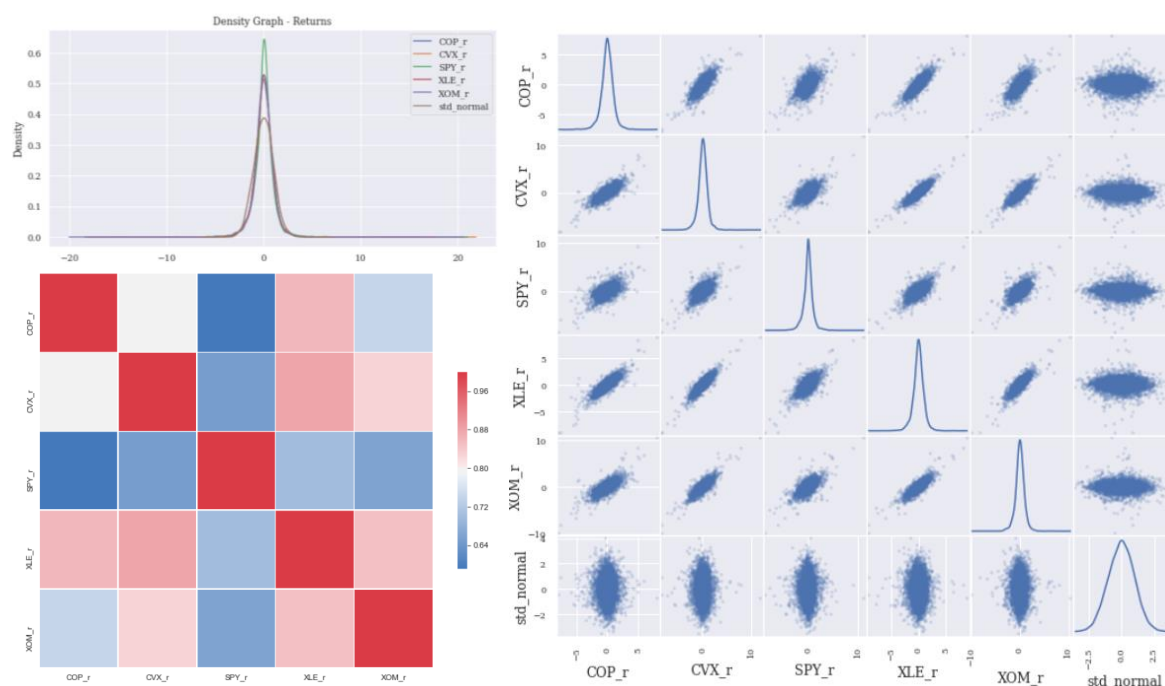 Density Graph - Returns
0.6
0.5
0.4
0.3
0.2
0.1
0.0
Density
−20
−10
0
10
20
COP_r
CVX_r
SPY_r
XLE_r
XOM_r
std_normal
COP_r
CVX_r
SPY_r
XLE_r
XOM_r
COP_r
CVX_r
SPY_r
XLE_r
XOM_r
0.96
0.88
0.80
0.72
0.64
COP_r
5
0
−5
CVX_r
10
0
SPY_r
10
0
XLE_r
5
0
−5
XOM_r
10
0
−10
std_normal
2
0
−2
−5
0
5
COP_r
0
10
CVX_r
0
10
SPY_r
−5
0
5
XLE_r
−10
0
10
XOM_r
−2.5
0.0
2.5
std_normal